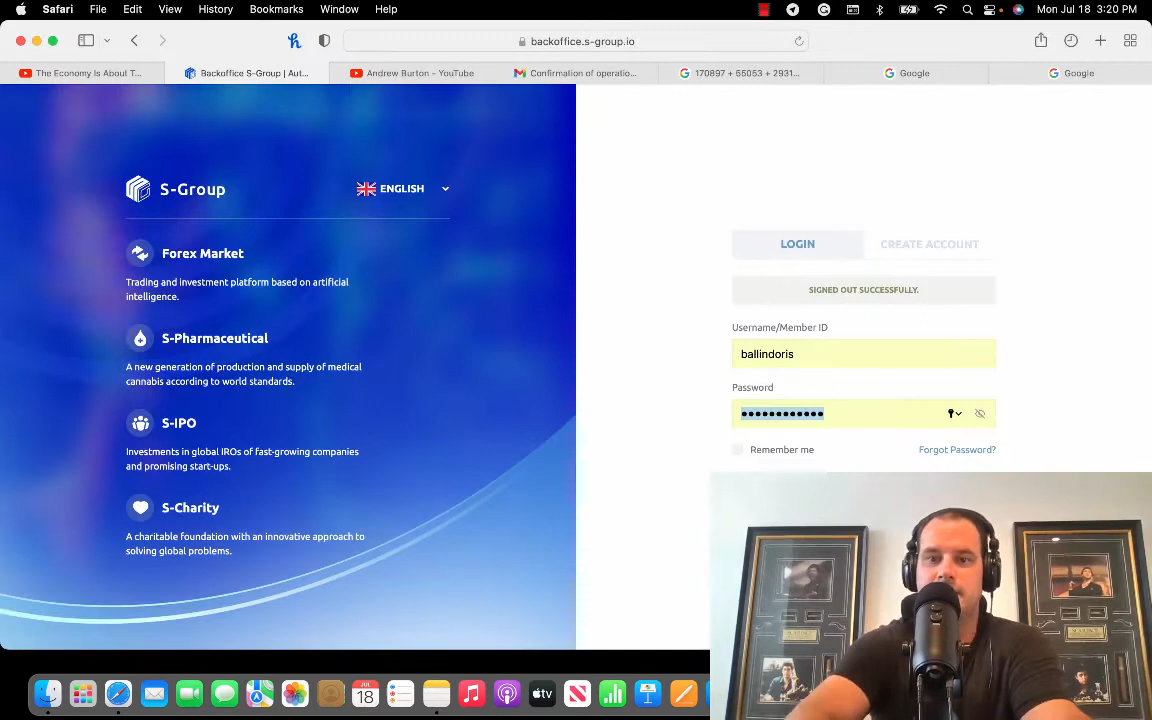 Safari File Edit View History Bookmarks Window Help Mon Jul 18 3:20 PM
backoffice.s-group.io
The Economy Is About T... Backoffice S-Group | Aut... Andrew Burton - YouTube Confirmation of operatio... 170897 + 55053 + 2931... Google Google
S-Group
ENGLISH
Forex Market
Trading and investment platform based on artificial
intelligence.
S-Pharmaceutical
A new generation of production and supply of medical
cannabis according to world standards.
S-IPO
Investments in global IROs of fast-growing companies
and promising start-ups.
S-Charity
A charitable foundation with an innovative approach to
solving global problems.
LOGIN CREATE ACCOUNT
SIGNED OUT SUCCESSFULLY.
Username/Member ID
ballindoris
Password
••••••••••••
Remember me Forgot Password?
JUL
18
tv